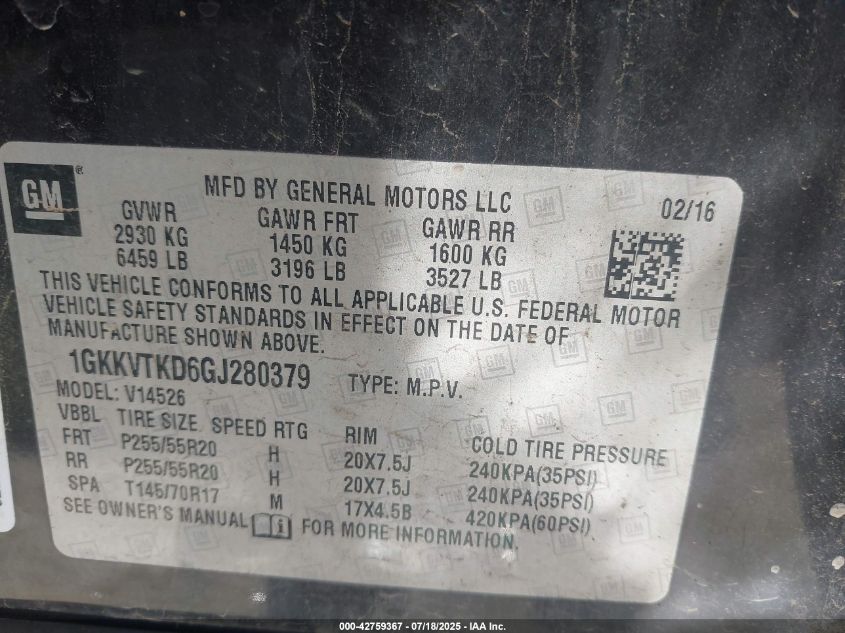 GM®
MFD BY GENERAL MOTORS LLC
02/16
GVWR GAWR FRT GAWR RR
2930 KG 1450 KG 1600 KG
6459 LB 3196 LB 3527 LB
THIS VEHICLE CONFORMS TO ALL APPLICABLE U.S. FEDERAL MOTOR
VEHICLE SAFETY STANDARDS IN EFFECT ON THE DATE OF
MANUFACTURE SHOWN ABOVE.
1GKKVTKD6GJ280379 TYPE: M.P.V.
MODEL: V14526
VBBL TIRE SIZE SPEED RTG RIM COLD TIRE PRESSURE
FRT P255/55R20 H 20X7.5J 240KPA(35PSI)
RR P255/55R20 H 20X7.5J 240KPA(35PSI)
SPA T145/70R17 M 17X4.5B 420KPA(60PSI)
SEE OWNER'S MANUAL FOR MORE INFORMATION.
000-42759367 - 07/18/2025 - IAA Inc.